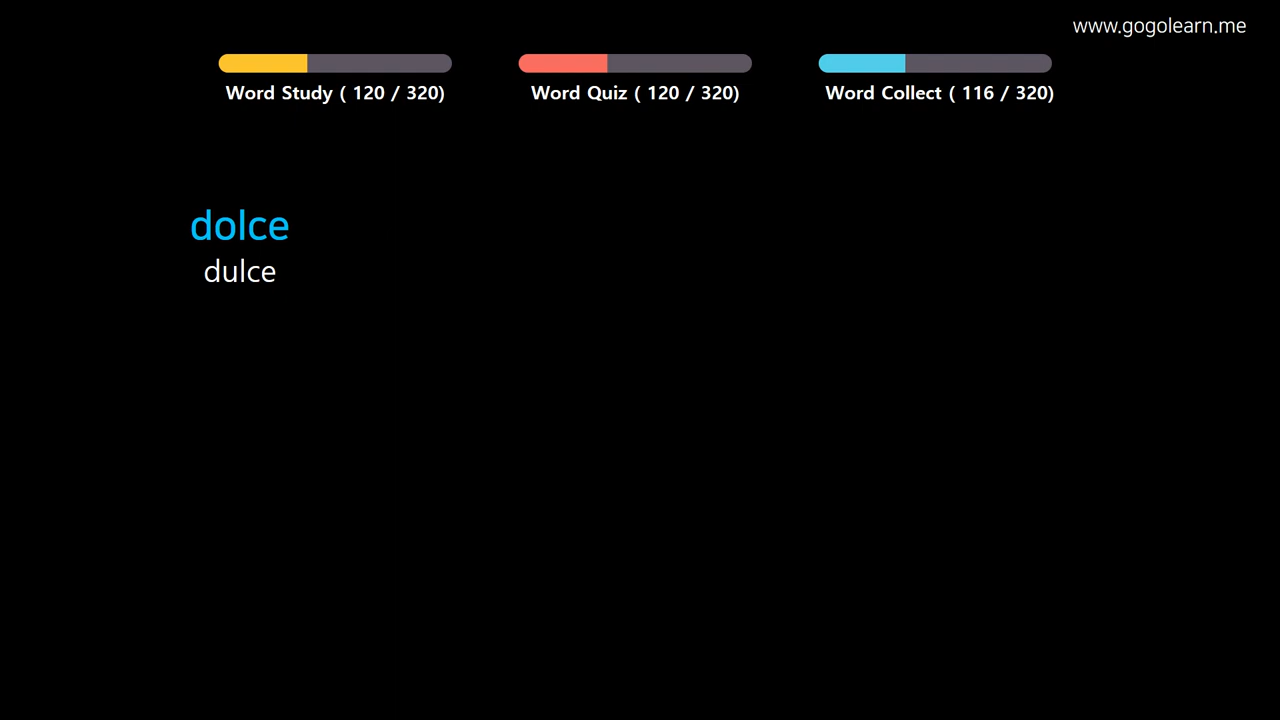 www.gogolearn.me
Word Study ( 120 / 320)
Word Quiz ( 120 / 320)
Word Collect ( 116 / 320)
dolce
dulce